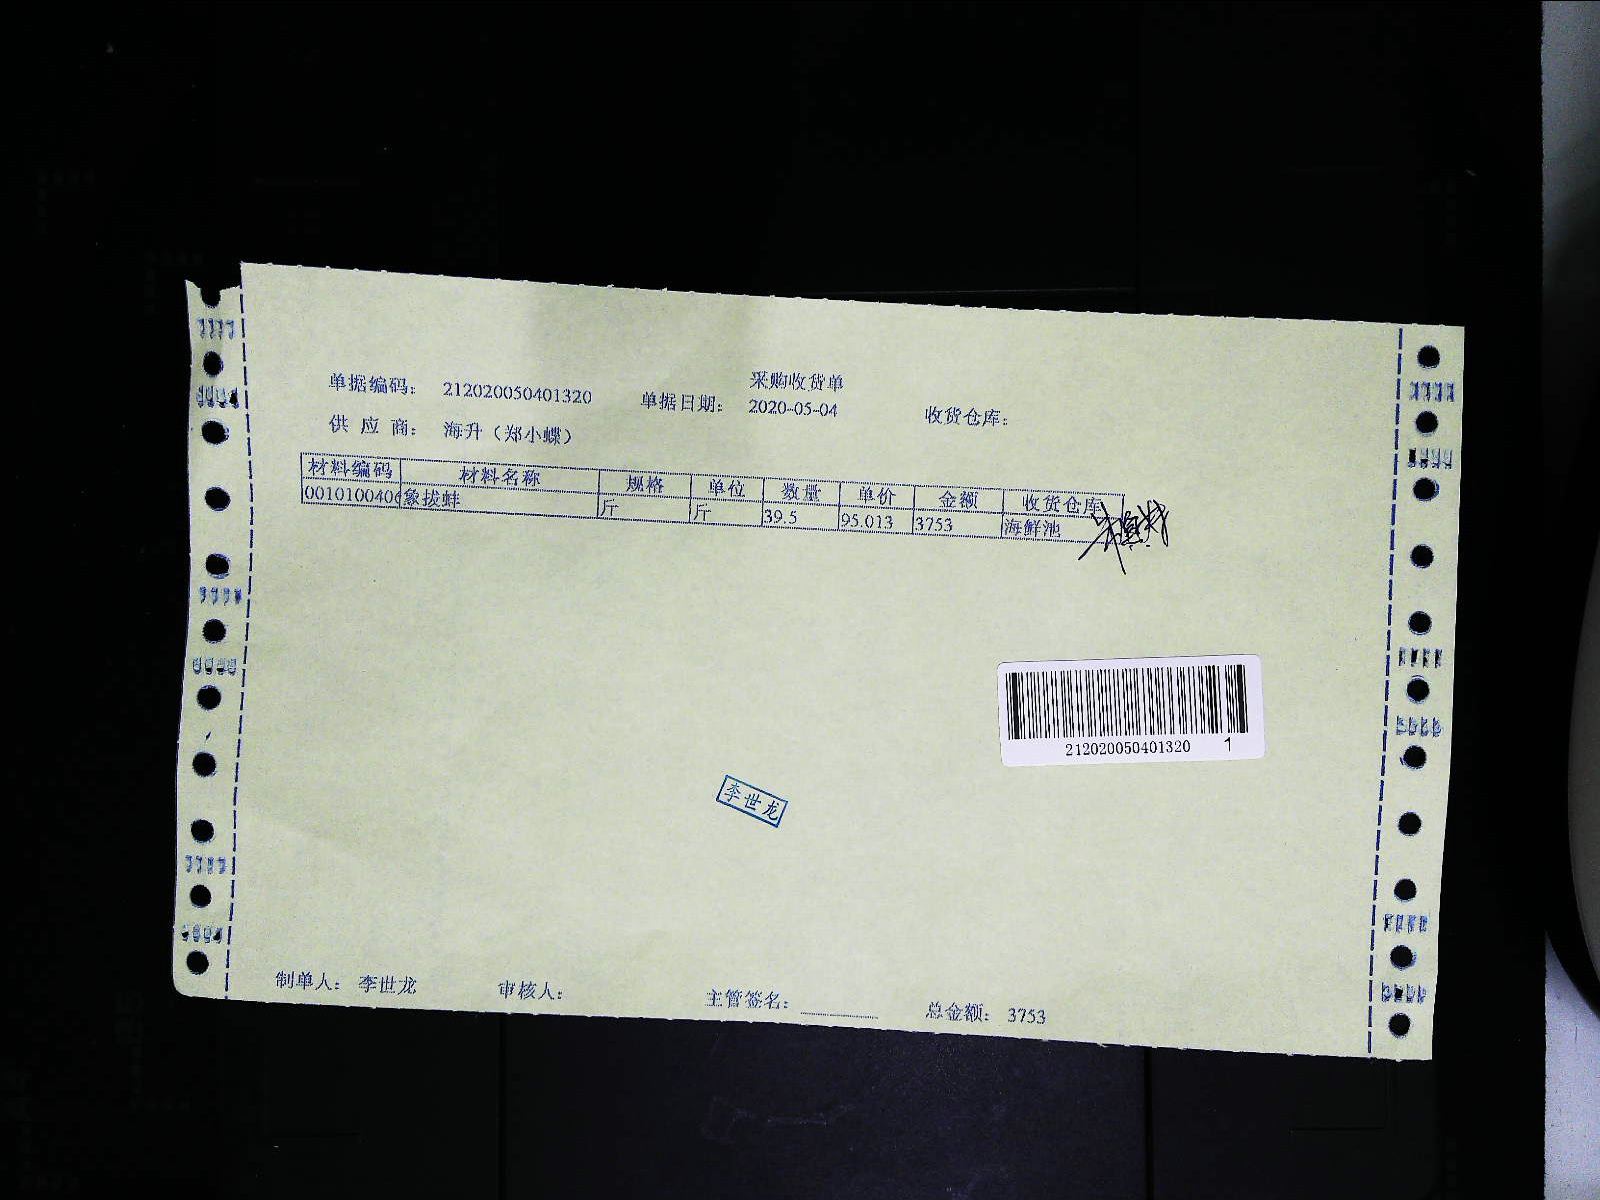 采购收货单
单据编码： 212020050401320 单据日期： 2020-05-04 收货仓库：
供 应 商： 海升（郑小蝶）
材料编码 材料名称 规格 单位 数量 单价 金额 收货仓库
0010100406 象拔蚌 斤 斤 39.5 95.013 3753 海鲜池
212020050401320 1
李世龙
制单人： 李世龙 审核人： 主管签名： 总金额： 3753